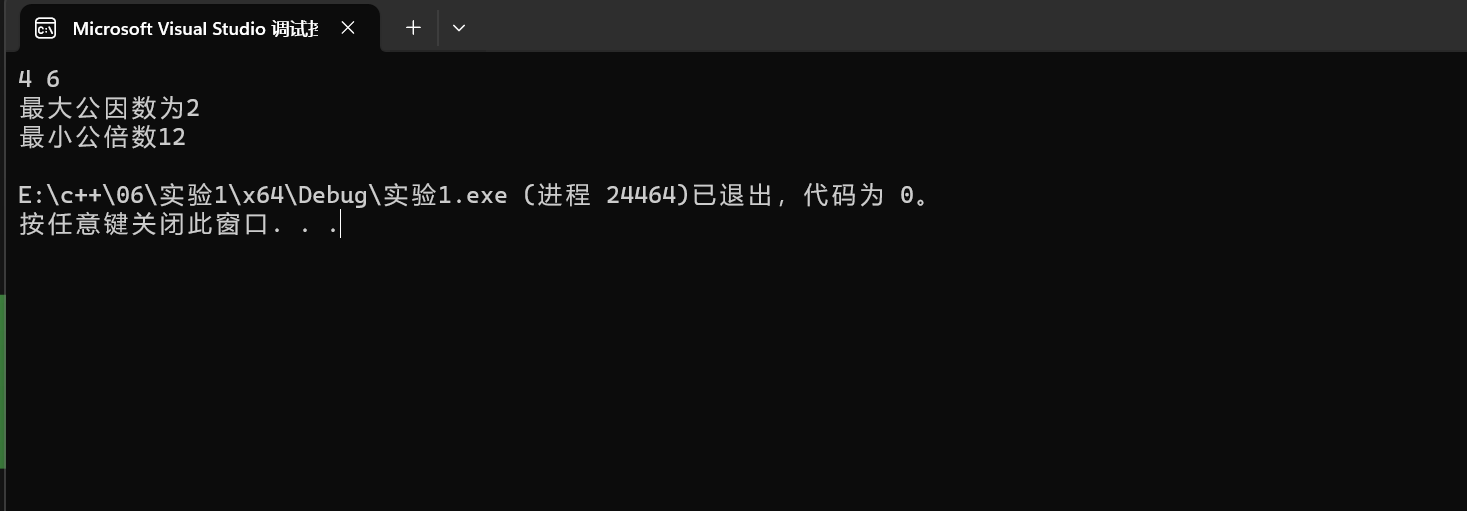 Microsoft Visual Studio 调试
4 6
最大公因数为2
最小公倍数12
E:\c++\06\实验1\x64\Debug\实验1.exe (进程 24464)已退出，代码为 0。
按任意键关闭此窗口. . .